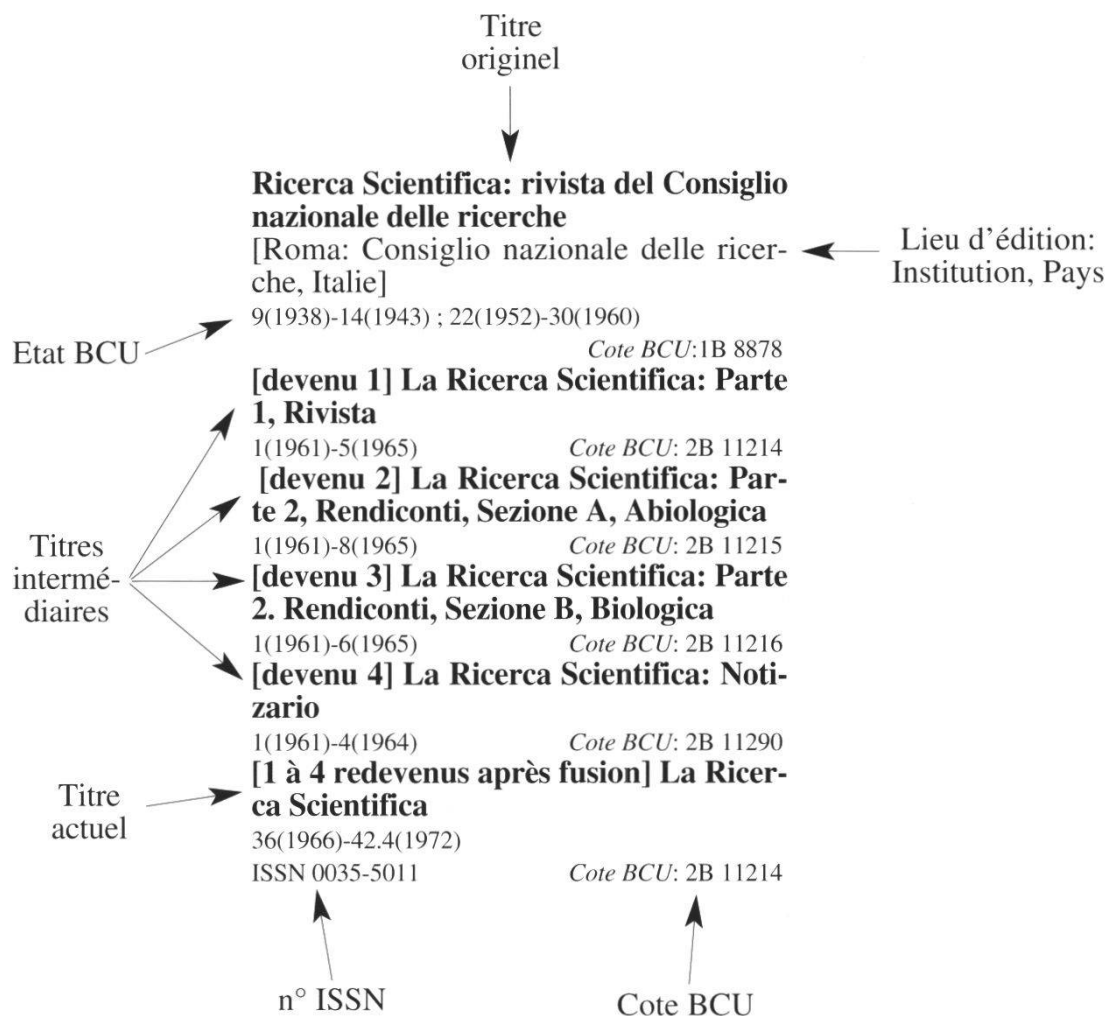 Titre
originel
Ricerca Scientifica: rivista del Consiglio
nazionale delle ricerche
[Roma: Consiglio nazionale delle ricer-
che, Italie]
Lieu d'édition:
Institution, Pays
9(1938)-14(1943) ; 22(1952)-30(1960)
Etat BCU
Cote BCU:1B 8878
[devenu 1] La Ricerca Scientifica: Parte
1, Rivista
1(1961)-5(1965) Cote BCU: 2B 11214
[devenu 2] La Ricerca Scientifica: Par-
te 2, Rendiconti, Sezione A, Abiologica
1(1961)-8(1965) Cote BCU: 2B 11215
Titres
intermé-
diaires
[devenu 3] La Ricerca Scientifica: Parte
2. Rendiconti, Sezione B, Biologica
1(1961)-6(1965) Cote BCU: 2B 11216
[devenu 4] La Ricerca Scientifica: Noti-
zario
1(1961)-4(1964) Cote BCU: 2B 11290
[1 à 4 redevenus après fusion] La Ricer-
ca Scientifica
Titre
actuel
36(1966)-42.4(1972)
ISSN 0035-5011 Cote BCU: 2B 11214
n° ISSN
Cote BCU